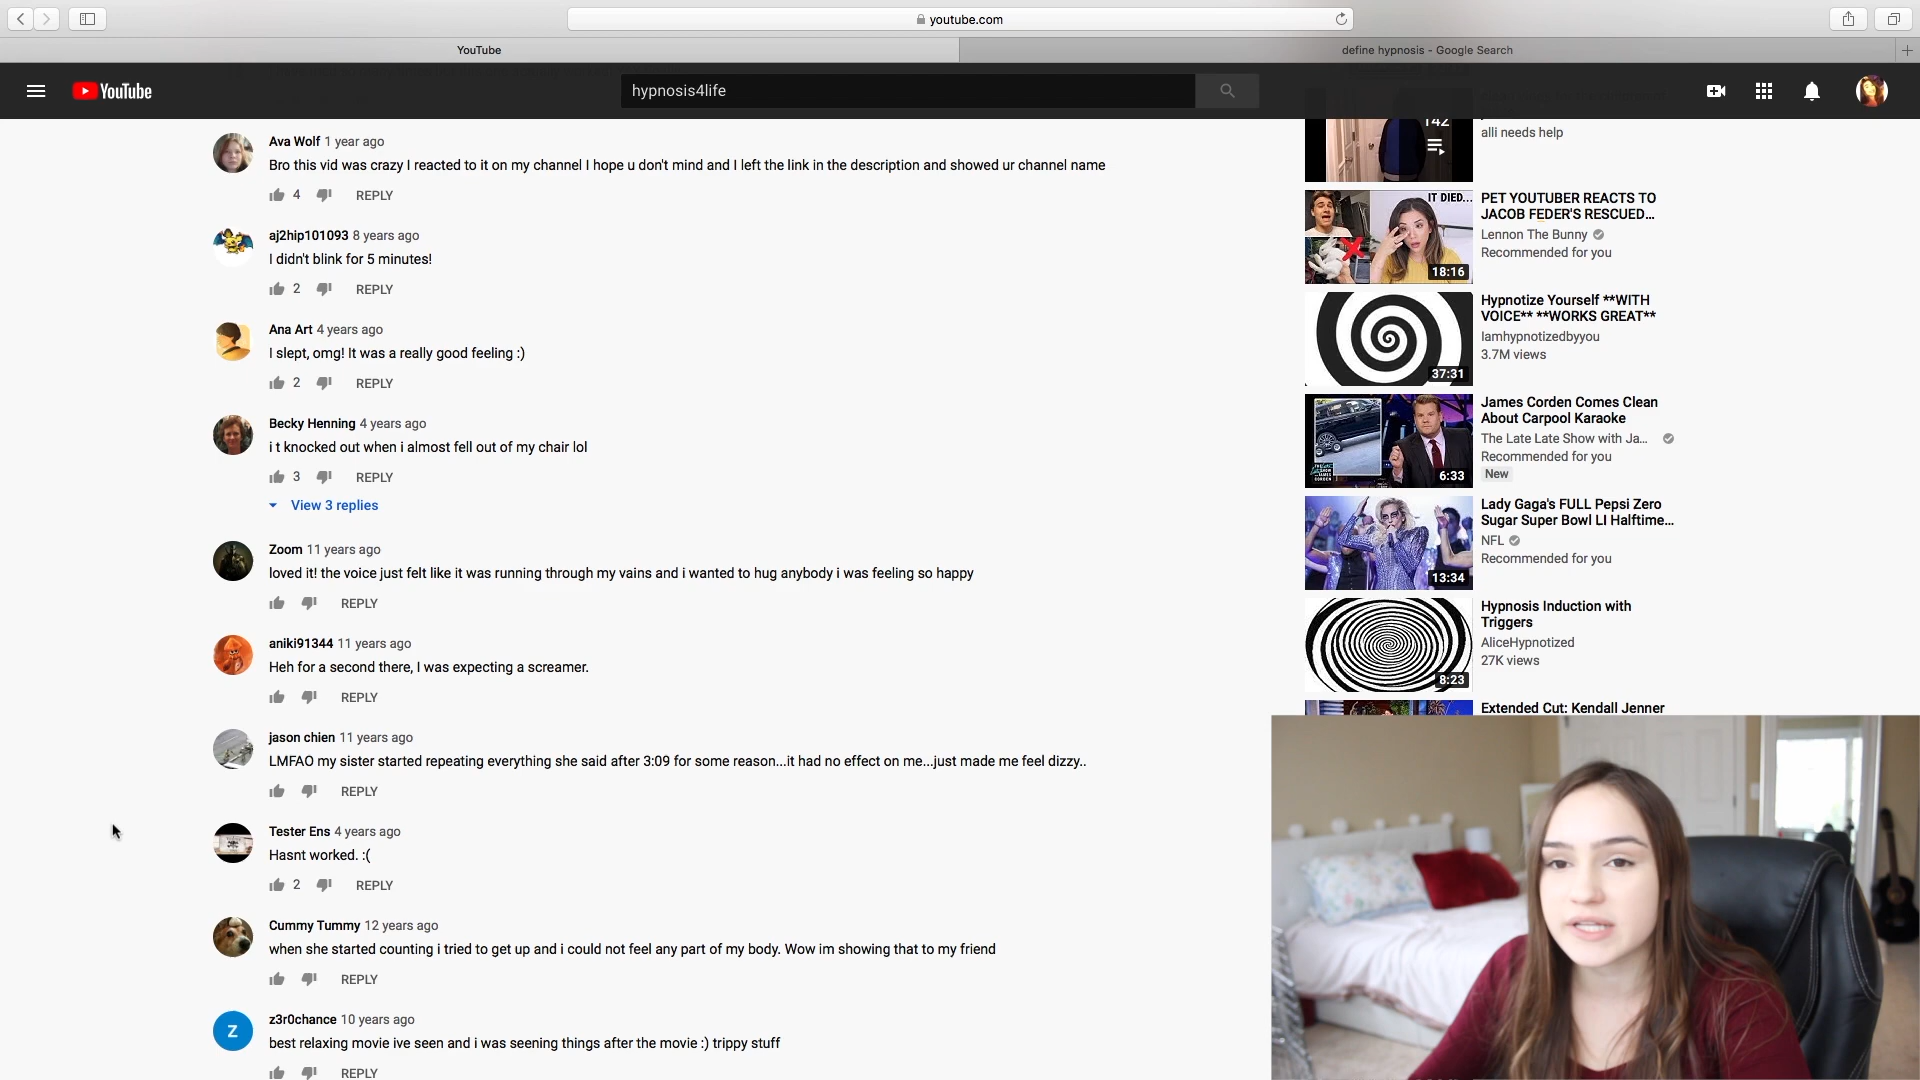 youtube.com
YouTube
define hypnosis - Google Search
YouTube
hypnosis4life
Ava Wolf 1 year ago
Bro this vid was crazy I reacted to it on my channel I hope u don't mind and I left the link in the description and showed ur channel name
4 REPLY
aj2hip101093 8 years ago
I didn't blink for 5 minutes!
2 REPLY
Ana Art 4 years ago
I slept, omg! It was a really good feeling :)
2 REPLY
Becky Henning 4 years ago
i t knocked out when i almost fell out of my chair lol
3 REPLY
View 3 replies
Zoom 11 years ago
loved it! the voice just felt like it was running through my vains and i wanted to hug anybody i was feeling so happy
REPLY
aniki91344 11 years ago
Heh for a second there, I was expecting a screamer.
REPLY
jason chien 11 years ago
LMFAO my sister started repeating everything she said after 3:09 for some reason...it had no effect on me...just made me feel dizzy..
REPLY
Tester Ens 4 years ago
Hasnt worked. :(
2 REPLY
Cummy Tummy 12 years ago
when she started counting i tried to get up and i could not feel any part of my body. Wow im showing that to my friend
REPLY
Z
z3r0chance 10 years ago
best relaxing movie ive seen and i was seening things after the movie :) trippy stuff
REPLY
142
alli needs help
IT DIED...
18:16
PET YOUTUBER REACTS TO
JACOB FEDER'S RESCUED...
Lennon The Bunny
Recommended for you
37:31
Hypnotize Yourself **WITH
VOICE** **WORKS GREAT**
Iamhypnotizedbyyou
3.7M views
6:33
James Corden Comes Clean
About Carpool Karaoke
The Late Late Show with Ja...
Recommended for you
New
13:34
Lady Gaga's FULL Pepsi Zero
Sugar Super Bowl LI Halftime...
NFL
Recommended for you
8:23
Hypnosis Induction with
Triggers
AliceHypnotized
27K views
Extended Cut: Kendall Jenner